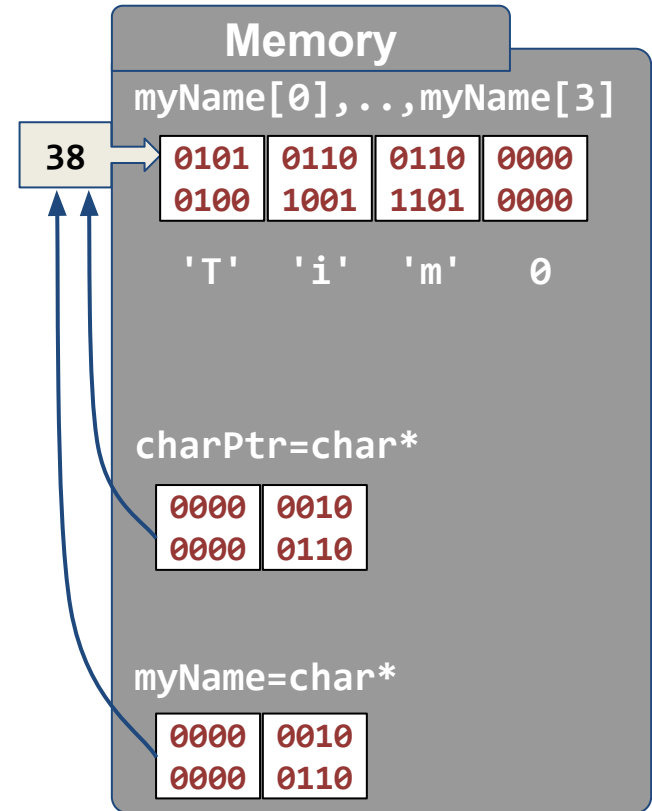 Memory
myName[0],..,myName[3]
38
0101 0110 0110 0000
0100 1001 1101 0000
'T' 'i' 'm' 0
charPtr=char*
0000 0010
0000 0110
myName=char*
0000 0010
0000 0110